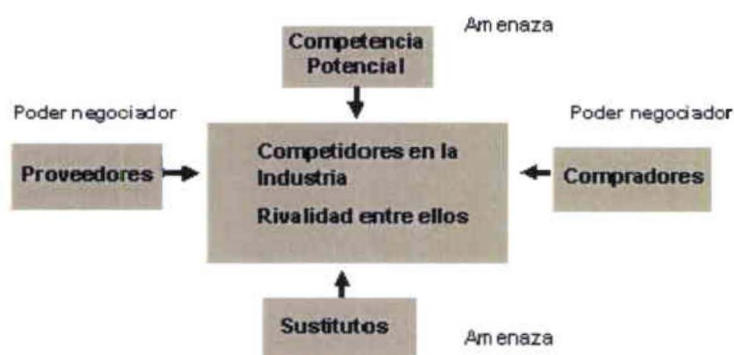 Amenaza
Competencia
Potencial
Poder negociador
Poder negociador
Proveedores
Competidores en la
Industria
Rivalidad entre ellos
Compradores
Sustitutos
Amenaza